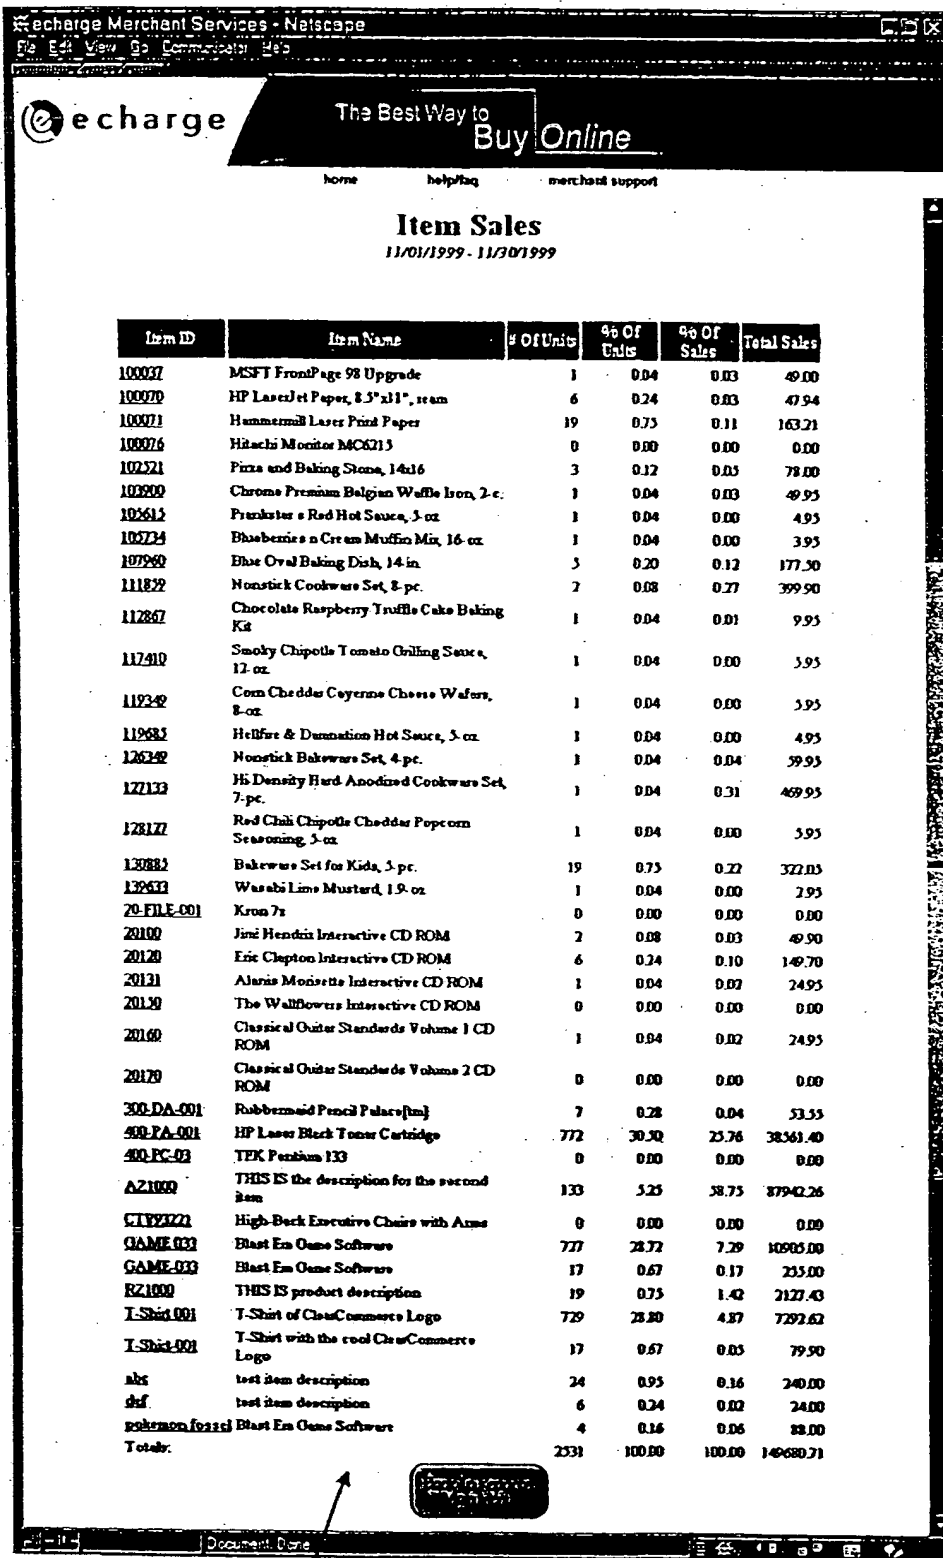 echarge Merchant Services - Netscape
File Edit View Go Communicator Help
echarge
The Best Way to
Buy Online
home help/faq merchant support
Item Sales
11/01/1999 - 11/30/1999
Item ID Item Name # Of Units % Of Units % Of Sales Total Sales
100037 MSFT FrontPage 98 Upgrade 1 0.04 0.03 49.00
100070 HP LaserJet Paper, 8.5"x11", ream 6 0.24 0.03 47.94
100071 Hammermill Laser Print Paper 19 0.75 0.11 163.21
100076 Hitachi Monitor MC6215 0 0.00 0.00 0.00
102521 Pizza and Baking Stone, 14x16 3 0.12 0.05 78.00
103900 Chrome Premium Belgian Waffle Iron, 2-c. 1 0.04 0.03 49.95
105615 Prankster s Red Hot Sauce, 5-oz 1 0.04 0.00 4.95
105734 Blueberries n Cream Muffin Mix, 16-oz 1 0.04 0.00 3.95
107960 Blue Oval Baking Dish, 14 in. 5 0.20 0.12 177.50
111859 Nonstick Cookware Set, 8-pc. 2 0.08 0.27 399.90
112867 Chocolate Raspberry Truffle Cake Baking
Kit 1 0.04 0.01 9.95
117410 Smoky Chipotle Tomato Grilling Sauce,
12-oz. 1 0.04 0.00 5.95
119349 Corn Cheddar Cayenne Cheese Wafers,
8-oz. 1 0.04 0.00 5.95
119685 Hellfire & Damnation Hot Sauce, 5-oz. 1 0.04 0.00 4.95
126349 Nonstick Bakeware Set, 4-pc. 1 0.04 0.04 59.95
127133 Hi Density Hard-Anodized Cookware Set,
7-pc. 1 0.04 0.31 469.95
128127 Red Chili Chipotle Cheddar Popcorn
Seasoning, 5-oz 1 0.04 0.00 5.95
130885 Bakeware Set for Kids, 5-pc. 19 0.75 0.22 322.05
139633 Wasabi Lime Mustard, 1.9-oz 1 0.04 0.00 2.95
20-FILE-001 Kron 7z 0 0.00 0.00 0.00
20100 Jimi Hendrix Interactive CD ROM 2 0.08 0.03 49.90
20120 Eric Clapton Interactive CD ROM 6 0.24 0.10 149.70
20131 Alanis Morisette Interactive CD ROM 1 0.04 0.02 24.95
20150 The Wallflowers Interactive CD ROM 0 0.00 0.00 0.00
20160 Classical Guitar Standards Volume 1 CD
ROM 1 0.04 0.02 24.95
20170 Classical Guitar Standards Volume 2 CD
ROM 0 0.00 0.00 0.00
300-DA-001 Rubbermaid Pencil Palace[tm] 7 0.28 0.04 53.55
400-PA-001 HP Laser Black Toner Cartridge 772 30.50 25.76 38561.40
400-PC-03 TPK Pentium 133 0 0.00 0.00 0.00
AZ1000 THIS IS the description for the second
item 133 5.25 58.75 87942.26
CTY93221 High-Back Executive Chairs with Arms 0 0.00 0.00 0.00
GAME 033 Blast Em Game Software 727 28.72 7.29 10905.00
GAME-033 Blast Em Game Software 17 0.67 0.17 255.00
RZ1000 THIS IS product description 19 0.75 1.42 2127.43
T-Shirt 001 T-Shirt of ClearCommerce Logo 729 28.80 4.87 7292.62
T-Shirt-001 T-Shirt with the cool ClearCommerce
Logo 17 0.67 0.05 79.90
abc test item description 24 0.95 0.16 240.00
dsf test item description 6 0.24 0.02 24.00
pokemon fossel Blast Em Game Software 4 0.16 0.06 88.00
Totals: 2531 100.00 100.00 149680.71
Document: Done